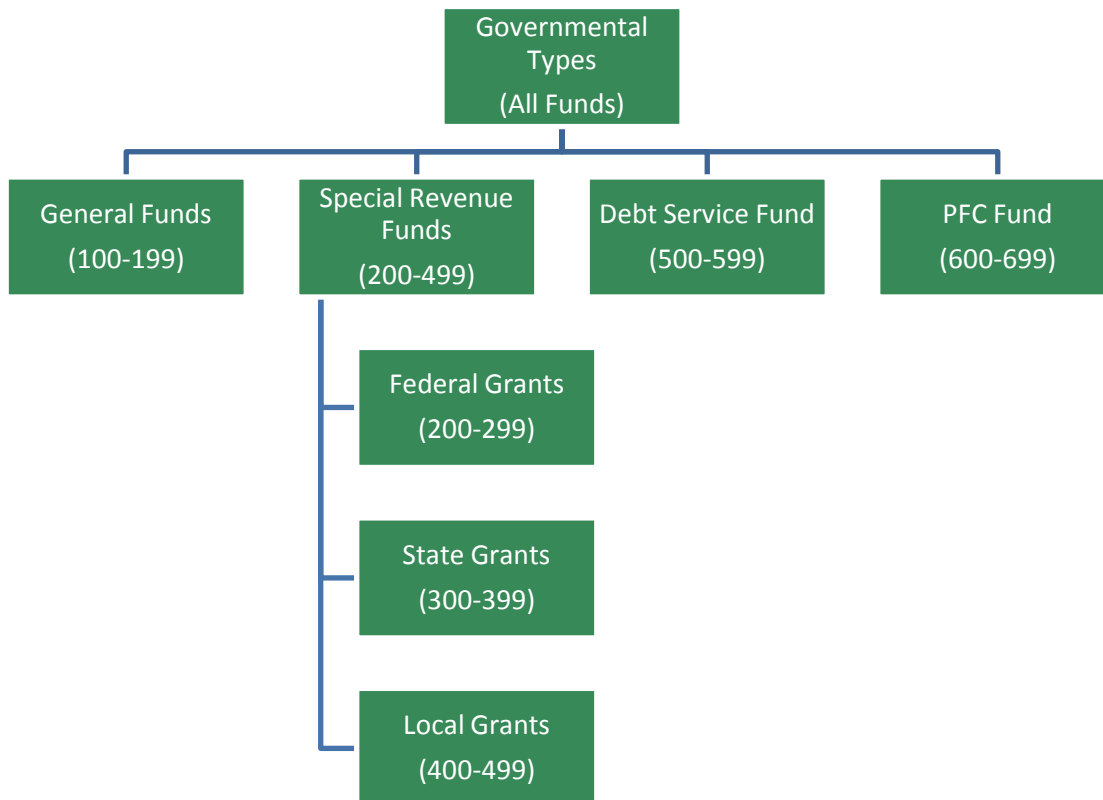 Governmental
Types
(All Funds)
General Funds
(100-199)
Special Revenue
Funds
(200-499)
Debt Service Fund
(500-599)
PFC Fund
(600-699)
Federal Grants
(200-299)
State Grants
(300-399)
Local Grants
(400-499)